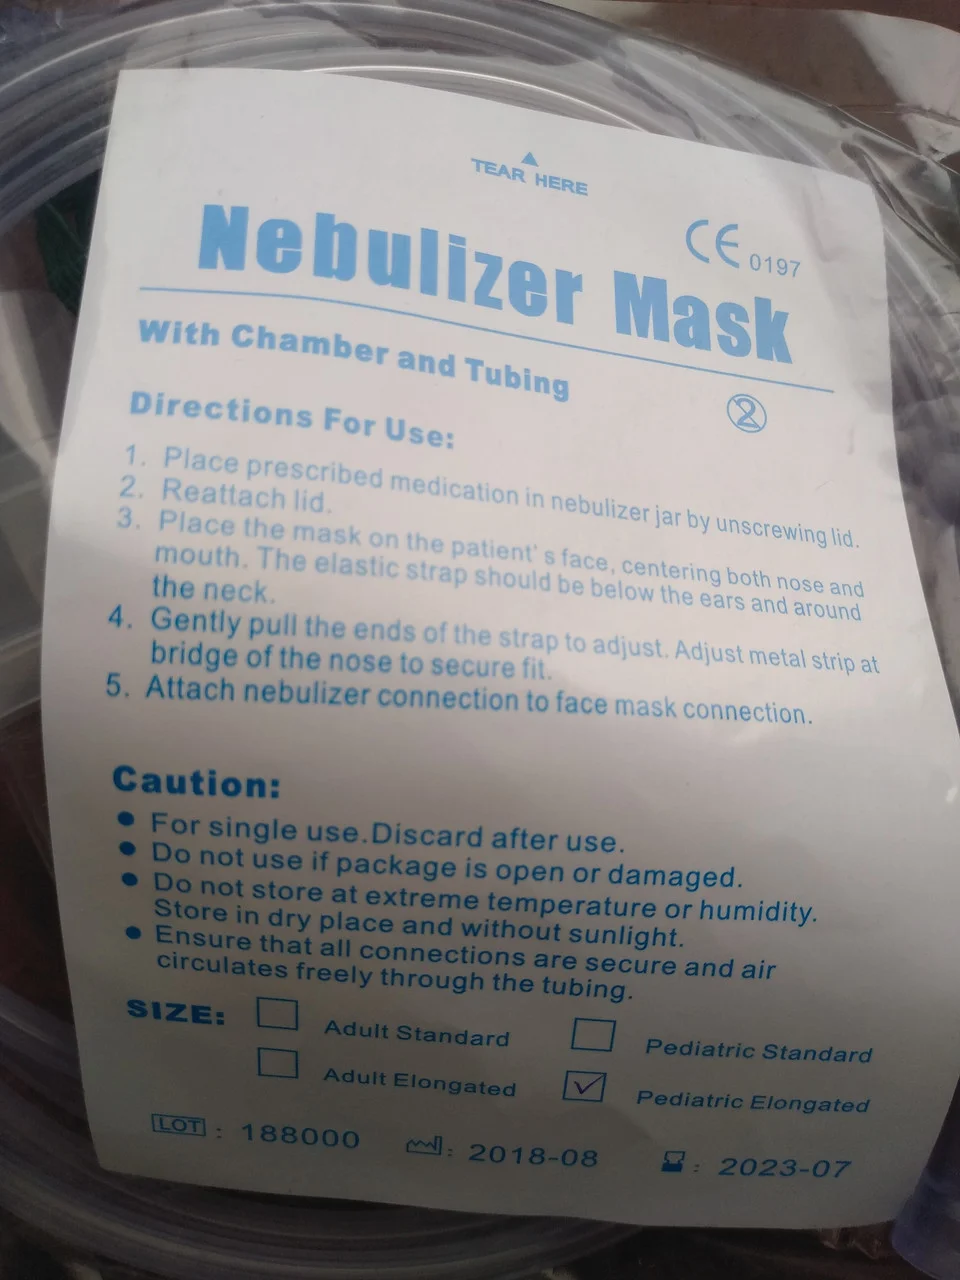 TEAR HERE
CE 0197
Nebulizer Mask
With Chamber and Tubing
2
Directions For Use:
1. Place prescribed medication in nebulizer jar by unscrewing lid.
2. Reattach lid.
3. Place the mask on the patient's face, centering both nose and
mouth. The elastic strap should be below the ears and around
the neck.
4. Gently pull the ends of the strap to adjust. Adjust metal strip at
bridge of the nose to secure fit.
5. Attach nebulizer connection to face mask connection.
Caution:
● For single use.Discard after use.
● Do not use if package is open or damaged.
● Do not store at extreme temperature or humidity.
Store in dry place and without sunlight.
● Ensure that all connections are secure and air
circulates freely through the tubing.
SIZE: Adult Standard Pediatric Standard
Adult Elongated Pediatric Elongated
LOT : 188000 : 2018-08 : 2023-07